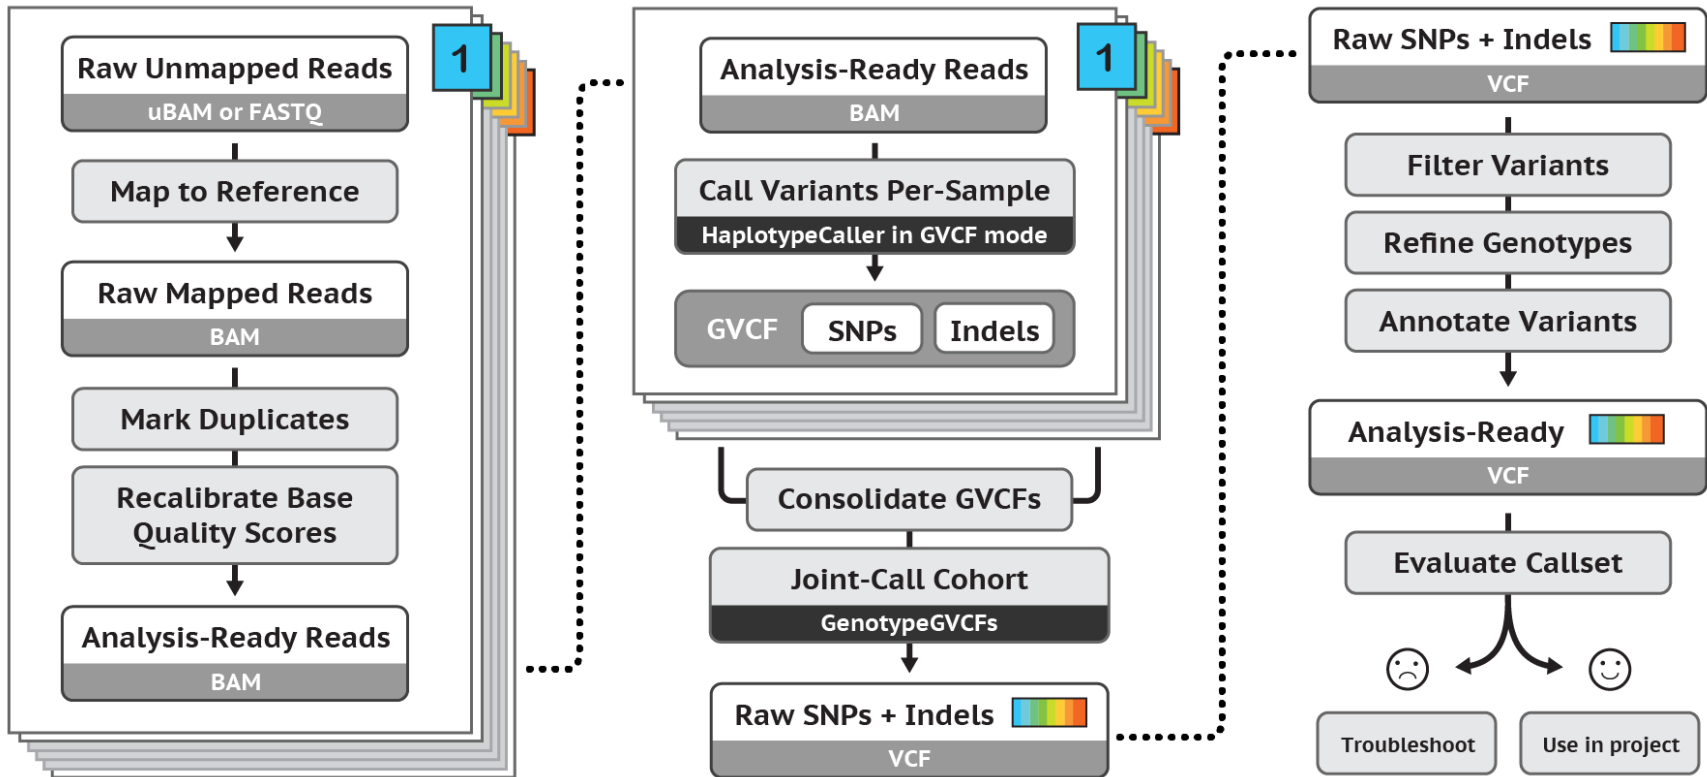 1
Raw Unmapped Reads
uBAM or FASTQ
Map to Reference
Raw Mapped Reads
BAM
Mark Duplicates
Recalibrate Base
Quality Scores
Analysis-Ready Reads
BAM
1
Analysis-Ready Reads
BAM
Call Variants Per-Sample
HaplotypeCaller in GVCF mode
GVCF SNPs Indels
Consolidate GVCFs
Joint-Call Cohort
GenotypeGVCFs
Raw SNPs + Indels
VCF
Raw SNPs + Indels
VCF
Filter Variants
Refine Genotypes
Annotate Variants
Analysis-Ready
VCF
Evaluate Callset
Troubleshoot
Use in project